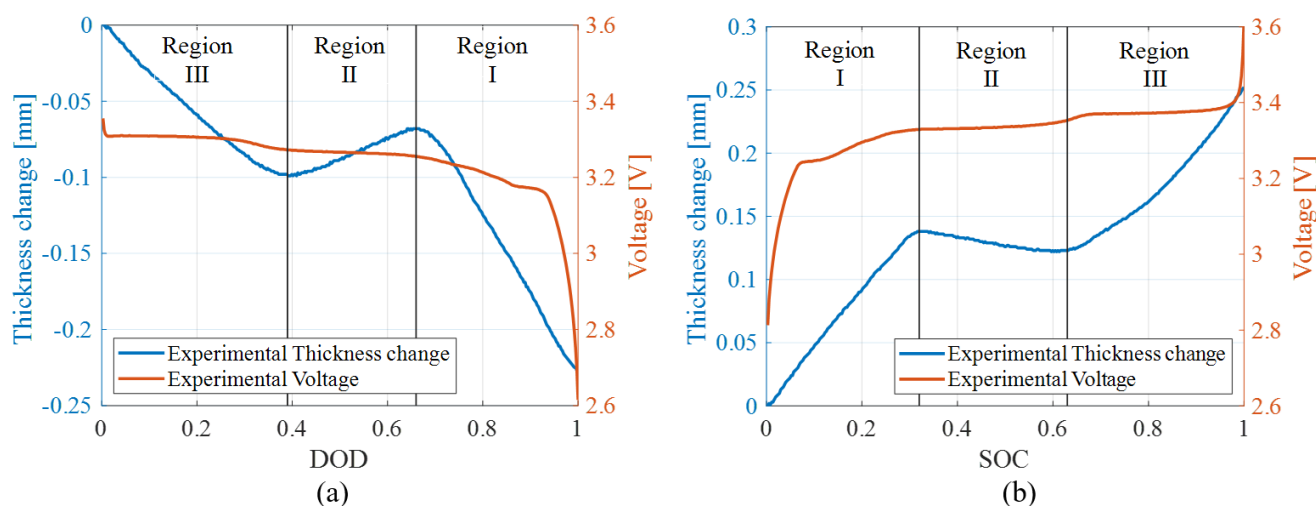 0
-0.05
-0.1
-0.15
-0.2
-0.25
Thickness change [mm]
Region
III
Region
II
Region
I
3.6
3.4
3.2
3
2.8
2.6
Voltage [V]
Experimental Thickness change
Experimental Voltage
0 0.2 0.4 0.6 0.8 1
DOD
(a)
0.3
0.25
0.2
0.15
0.1
0.05
0
Thickness change [mm]
Region
I
Region
II
Region
III
3.6
3.4
3.2
3
2.8
2.6
Voltage [V]
Experimental Thickness change
Experimental Voltage
0 0.2 0.4 0.6 0.8 1
SOC
(b)